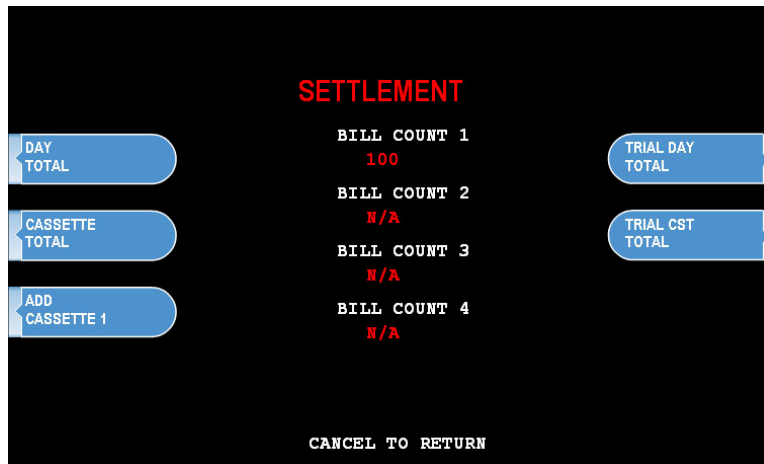 SETTLEMENT
DAY
TOTAL
CASSETTE
TOTAL
ADD
CASSETTE 1
BILL COUNT 1
100
BILL COUNT 2
N/A
BILL COUNT 3
N/A
BILL COUNT 4
N/A
TRIAL DAY
TOTAL
TRIAL CST
TOTAL
CANCEL TO RETURN